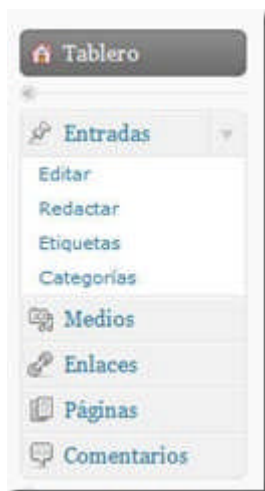 Tablero
Entradas
Editar
Redactar
Etiquetas
Categorías
Medios
Enlaces
Páginas
Comentarios